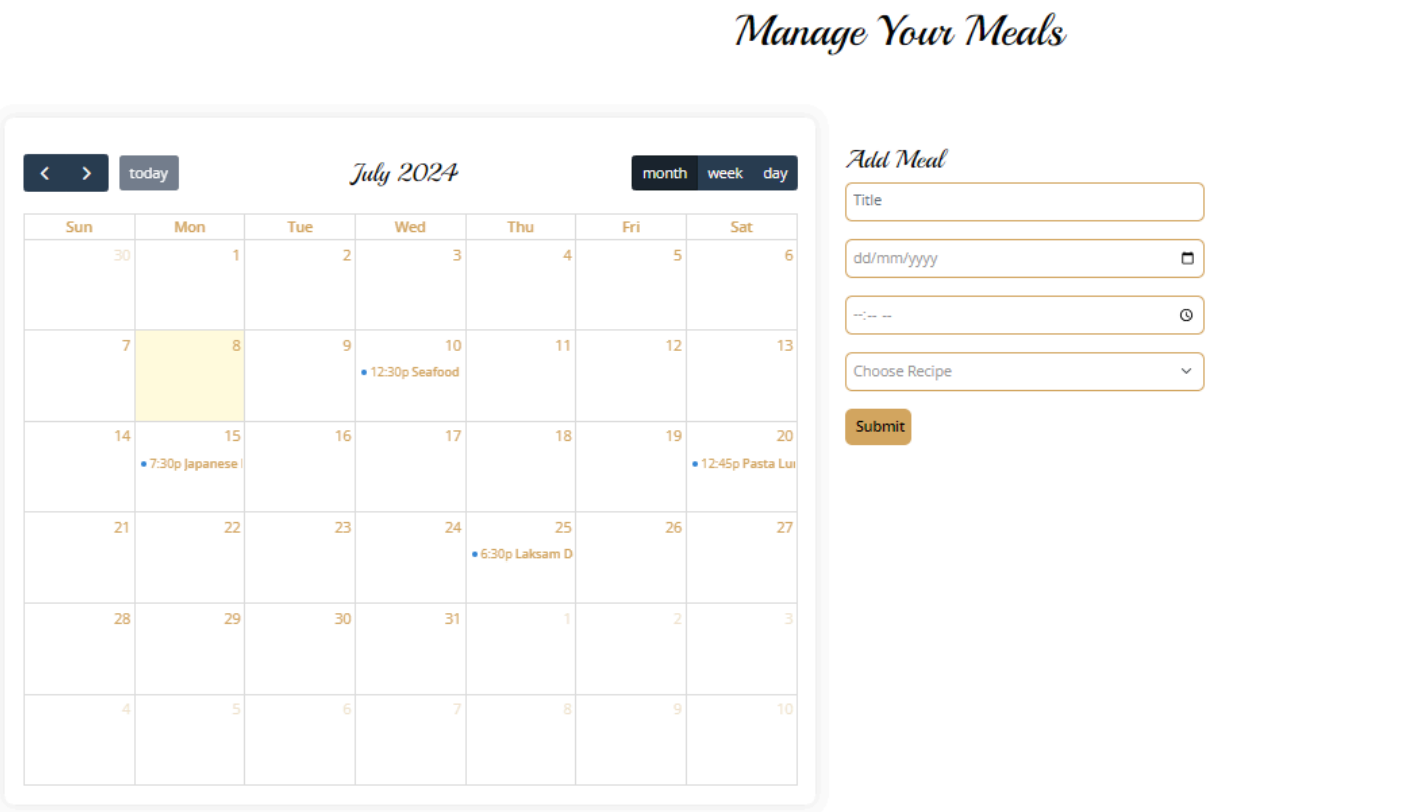 Manage Your Meals
today
July 2024
month week day
Sun Mon Tue Wed Thu Fri Sat
30 1 2 3 4 5 6
7 8 9 10 11 12 13
12:30p Seafood
14 15 16 17 18 19 20
7:30p Japanese
12:45p Pasta
21 22 23 24 25 26 27
6:30p Laksam D
28 29 30 31 1 2 3
4 5 6 7 8 9 10
Add Meal
Title
dd/mm/yyyy
--:-- --
Choose Recipe
Submit